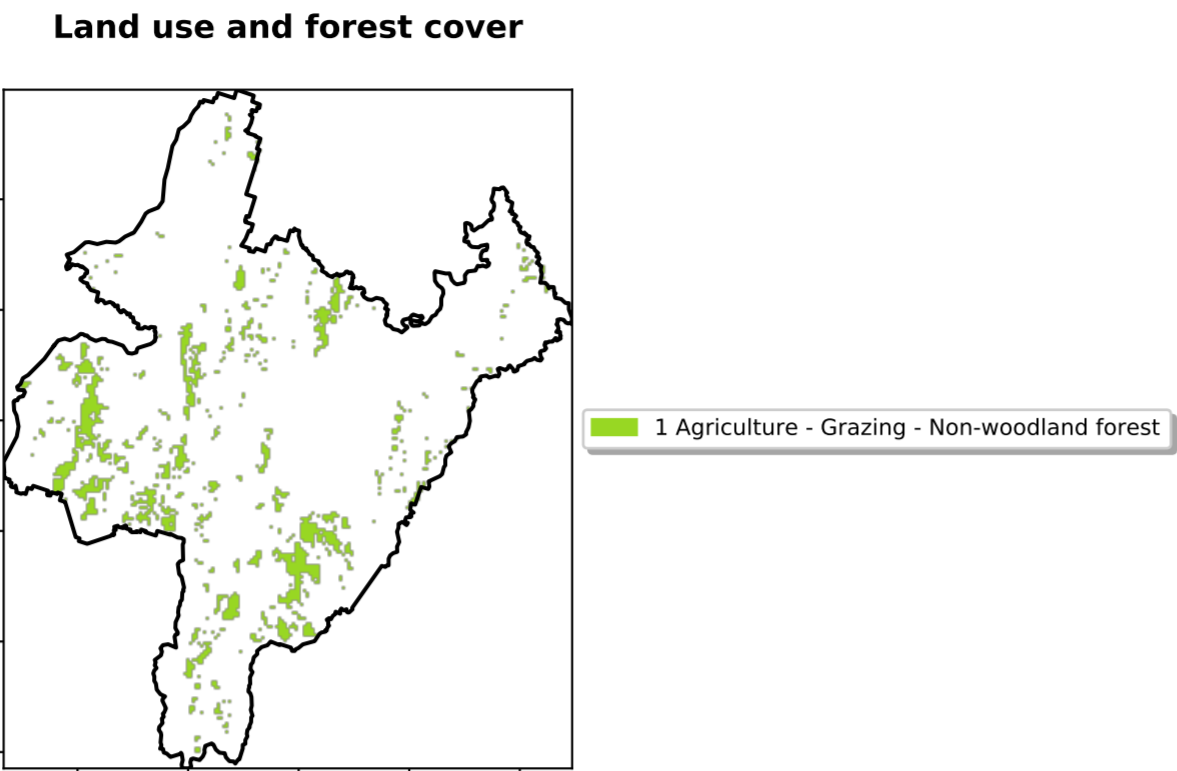 Land use and forest cover
1 Agriculture - Grazing - Non-woodland forest